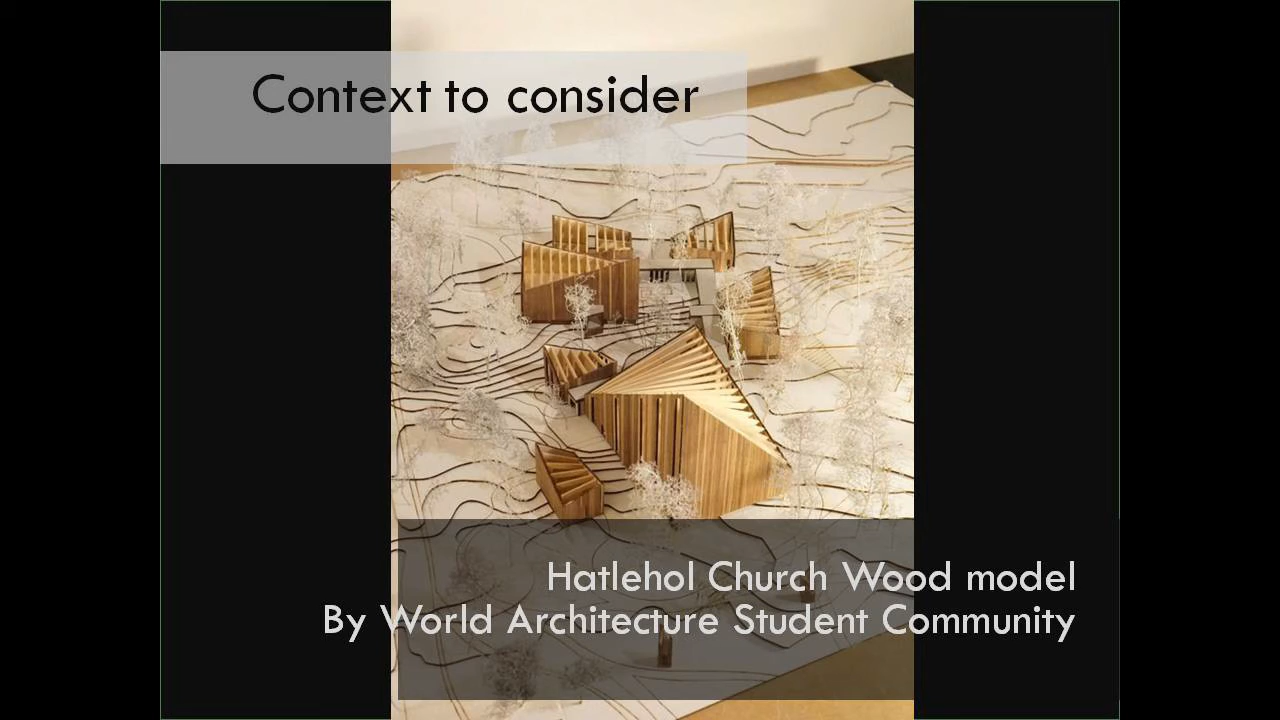 Context to consider
Hatlehol Church Wood model
By World Architecture Student Community